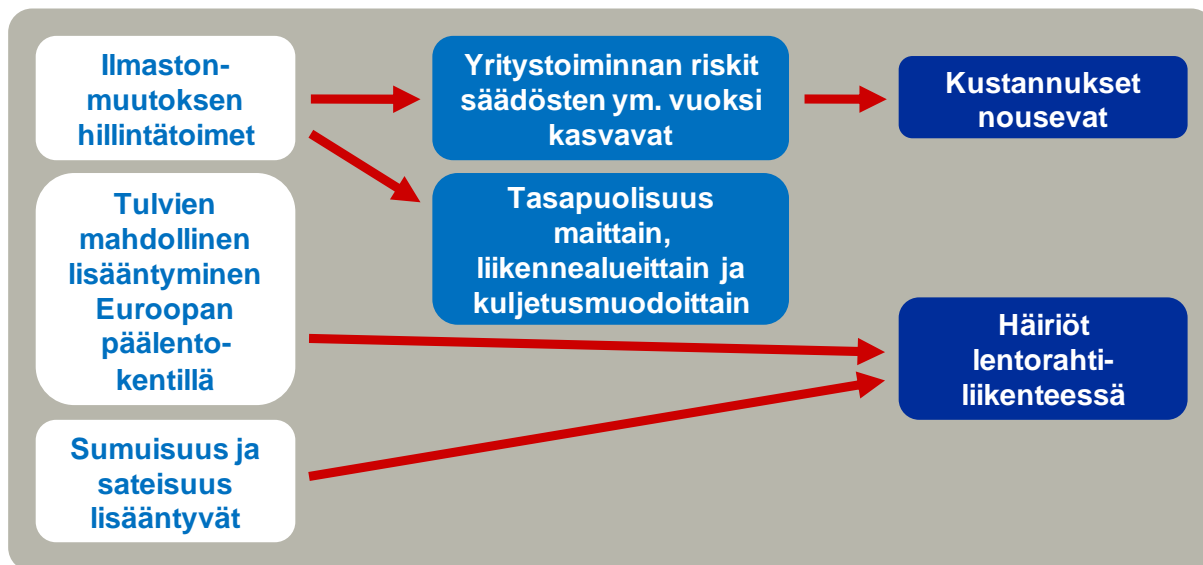 Ilmaston-
muutoksen
hillintätoimet
Yritystoiminnan riskit
säädösten ym. vuoksi
kasvavat
Kustannukset
nousevat
Tulvien
mahdollinen
lisääntyminen
Euroopan
päälento-
kentillä
Tasapuolisuus
maittain,
liikennealueittain ja
kuljetusmuodoittain
Häiriöt
lentorahti-
liikenteessä
Sumuisuus ja
sateisuus
lisääntyvät